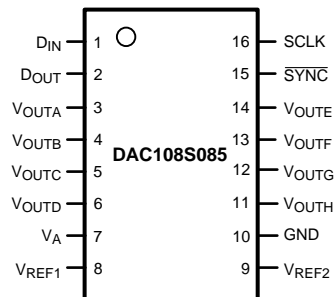 DIN 1 16 SCLK
DOUT 2 15 SYNC
VOUTA 3 14 VOUTE
VOUTB 4 13 VOUTF
DAC108S085
VOUTC 5 12 VOUTG
VOUTD 6 11 VOUTH
VA 7 10 GND
VREF1 8 9 VREF2